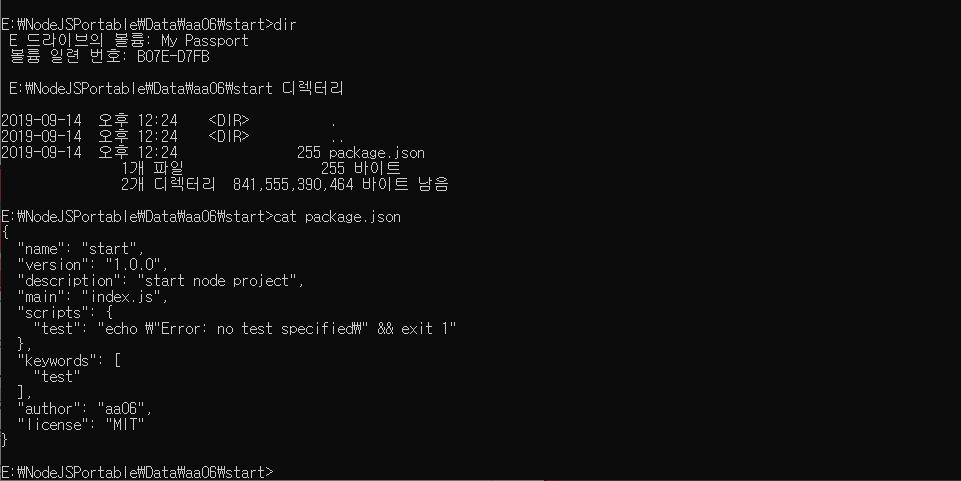 E:₩NodeJSPortable₩Data₩aa06₩start>dir
 E 드라이브의 볼륨: My Passport
 볼륨 일련 번호: B07E-D7FB

 E:₩NodeJSPortable₩Data₩aa06₩start 디렉터리

2019-09-14  오후 12:24    <DIR>          .
2019-09-14  오후 12:24    <DIR>          ..
2019-09-14  오후 12:24               255 package.json
               1개 파일                 255 바이트
               2개 디렉터리  841,555,390,464 바이트 남음

E:₩NodeJSPortable₩Data₩aa06₩start>cat package.json
{
  "name": "start",
  "version": "1.0.0",
  "description": "start node project",
  "main": "index.js",
  "scripts": {
    "test": "echo ₩"Error: no test specified₩" && exit 1"
  },
  "keywords": [
    "test"
  ],
  "author": "aa06",
  "license": "MIT"
}

E:₩NodeJSPortable₩Data₩aa06₩start>